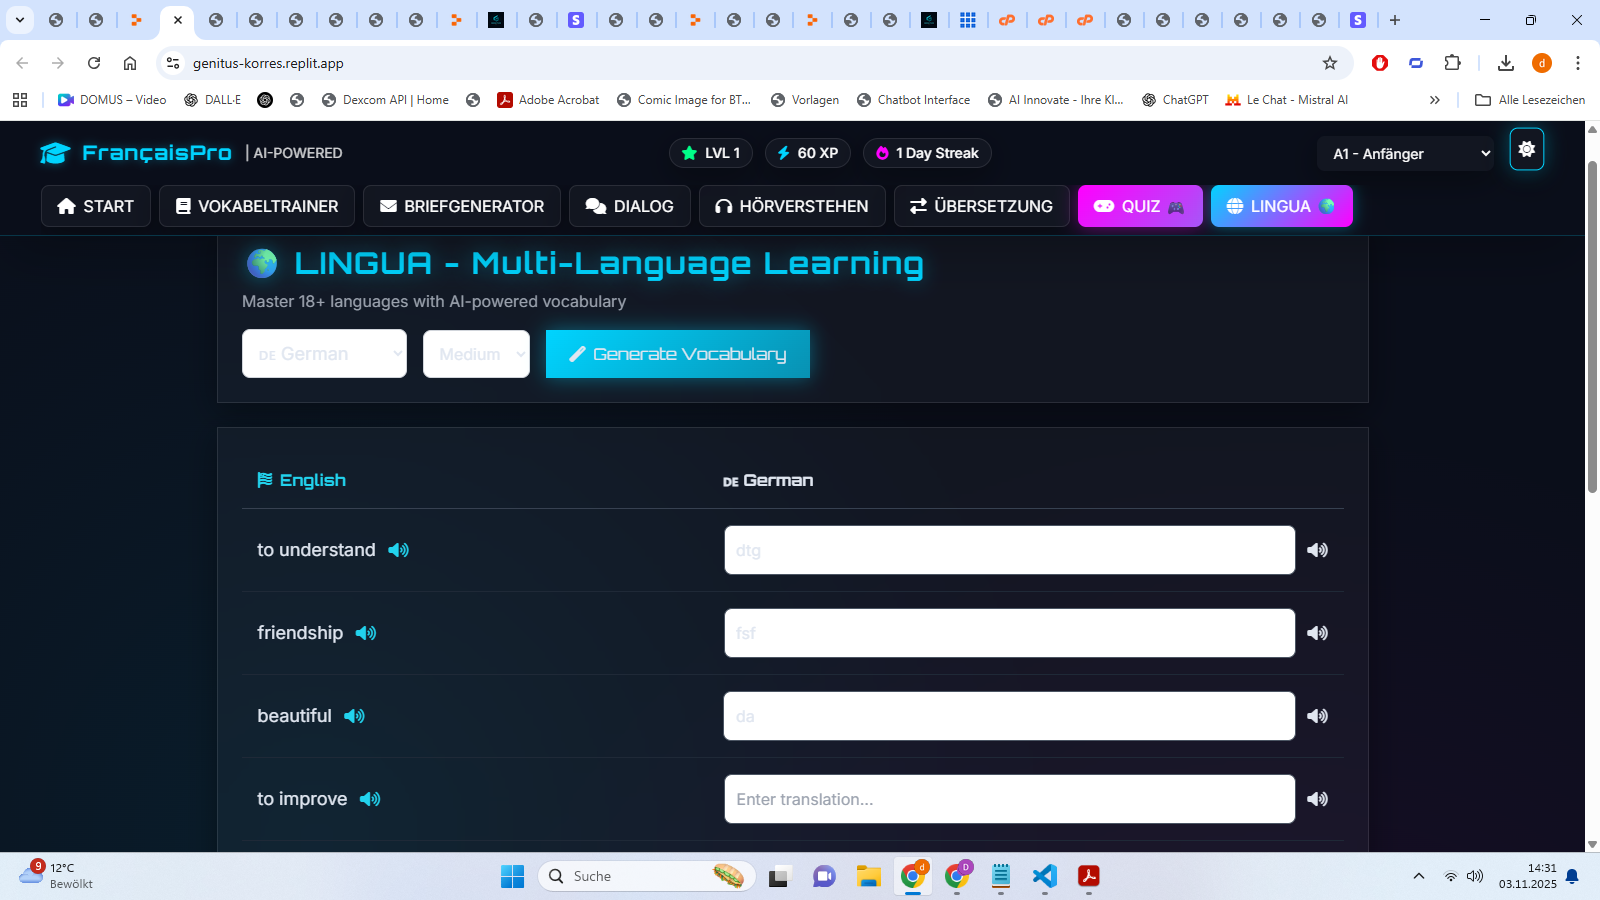 genitus-korres.replit.app
DOMUS – Video
DALL·E
Dexcom API | Home
Adobe Acrobat
Comic Image for BT...
Vorlagen
Chatbot Interface
AI Innovate - Ihre KI...
ChatGPT
Le Chat - Mistral AI
Alle Lesezeichen
FrançaisPro | AI-POWERED
LVL 1
60 XP
1 Day Streak
A1 - Anfänger
START
VOKABELTRAINER
BRIEFGENERATOR
DIALOG
HÖRVERSTEHEN
ÜBERSETZUNG
QUIZ
LINGUA
LINGUA - Multi-Language Learning
Master 18+ languages with AI-powered vocabulary
DE German
Medium
Generate Vocabulary
English
DE German
to understand
dtg
friendship
fsf
beautiful
da
to improve
Enter translation...
9
12°C
Bewölkt
Suche
14:31
03.11.2025